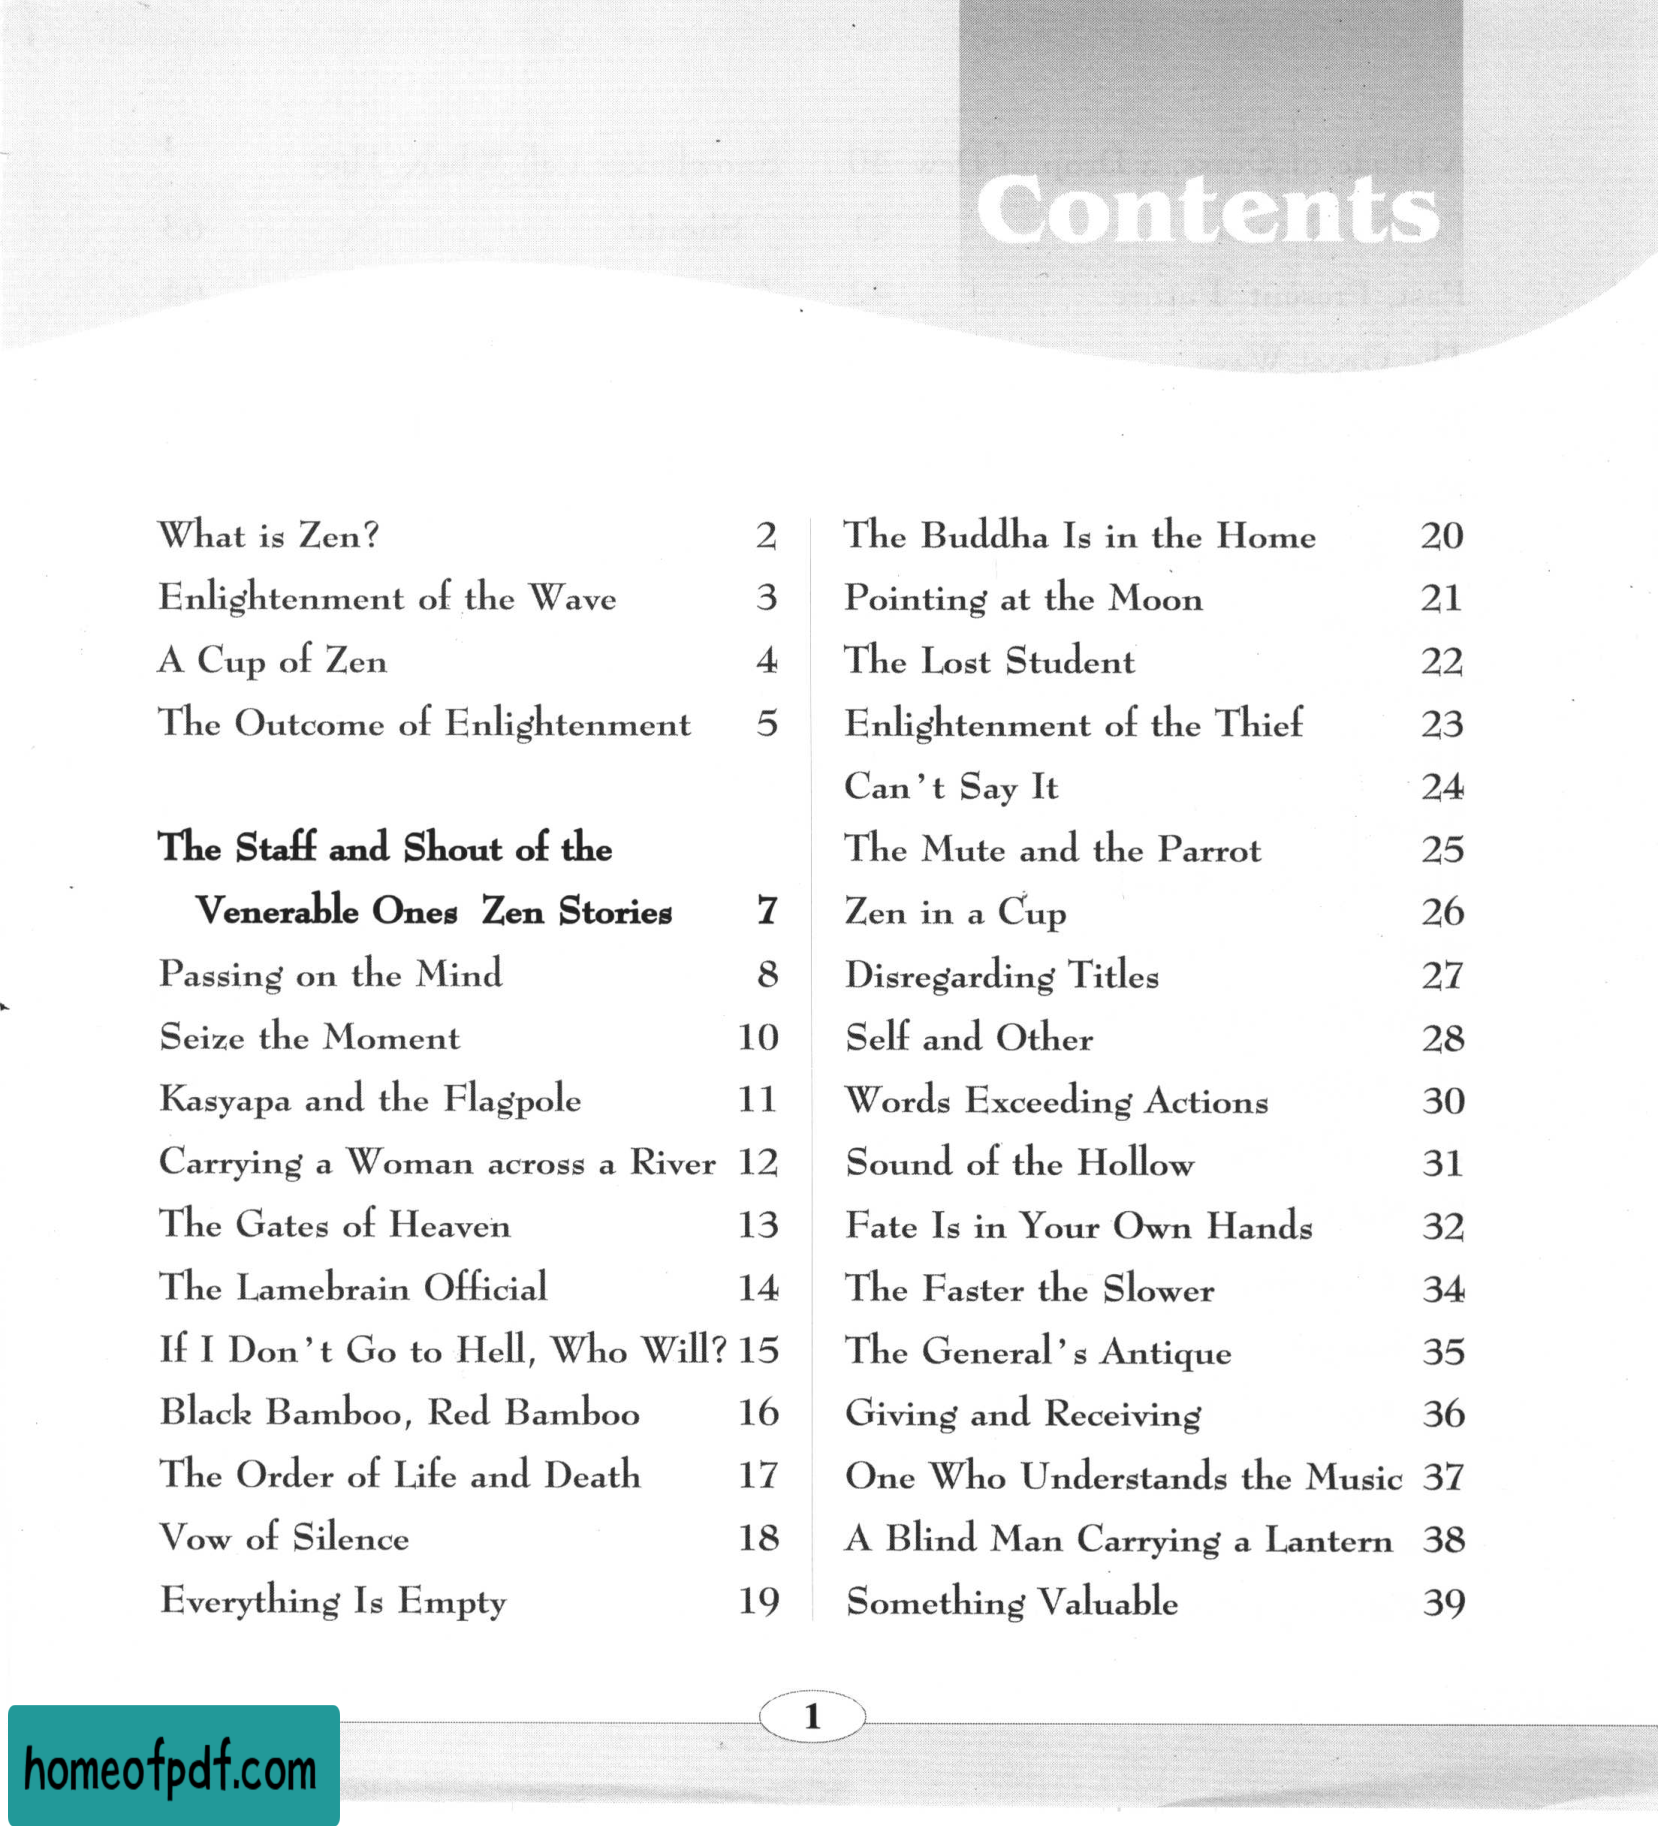 Contents
What is Zen? 2
Enlightenment of the Wave 3
A Cup of Zen 4
The Outcome of Enlightenment 5
The Staff and Shout of the
Venerable Ones Zen Stories 7
Passing on the Mind 8
Seize the Moment 10
Kasyapa and the Flagpole 11
Carrying a Woman across a River 12
The Gates of Heaven 13
The Lamebrain Official 14
If I Don't Go to Hell, Who Will? 15
Black Bamboo, Red Bamboo 16
The Order of Life and Death 17
Vow of Silence 18
Everything Is Empty 19
The Buddha Is in the Home 20
Pointing at the Moon 21
The Lost Student 22
Enlightenment of the Thief 23
Can't Say It 24
The Mute and the Parrot 25
Zen in a Cup 26
Disregarding Titles 27
Self and Other 28
Words Exceeding Actions 30
Sound of the Hollow 31
Fate Is in Your Own Hands 32
The Faster the Slower 34
The General's Antique 35
Giving and Receiving 36
One Who Understands the Music 37
A Blind Man Carrying a Lantern 38
Something Valuable 39
1
homeofpdf.com